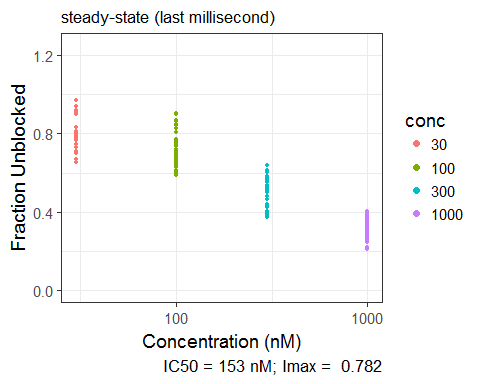 steady-state (last millisecond)
Fraction Unblocked
1.2
0.8
0.4
0.0
100
1000
Concentration (nM)
IC50 = 153 nM; Imax =  0.782
conc
30
100
300
1000